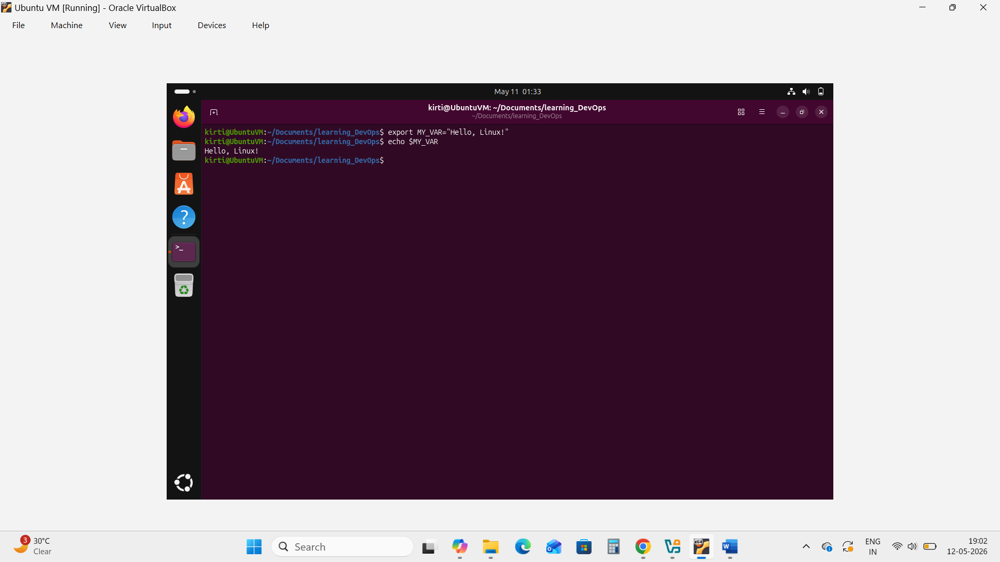 Ubuntu VM [Running] - Oracle VirtualBox
File Machine View Input Devices Help
May 11 01:33
kirti@UbuntuVM: ~/Documents/learning_DevOps
~/Documents/learning_DevOps
kirti@UbuntuVM:~/Documents/learning_DevOps$ export MY_VAR="Hello, Linux!"
kirti@UbuntuVM:~/Documents/learning_DevOps$ echo $MY_VAR
Hello, Linux!
kirti@UbuntuVM:~/Documents/learning_DevOps$
3
30°C
Clear
Search
x64
ENG
IN
19:02
12-05-2026